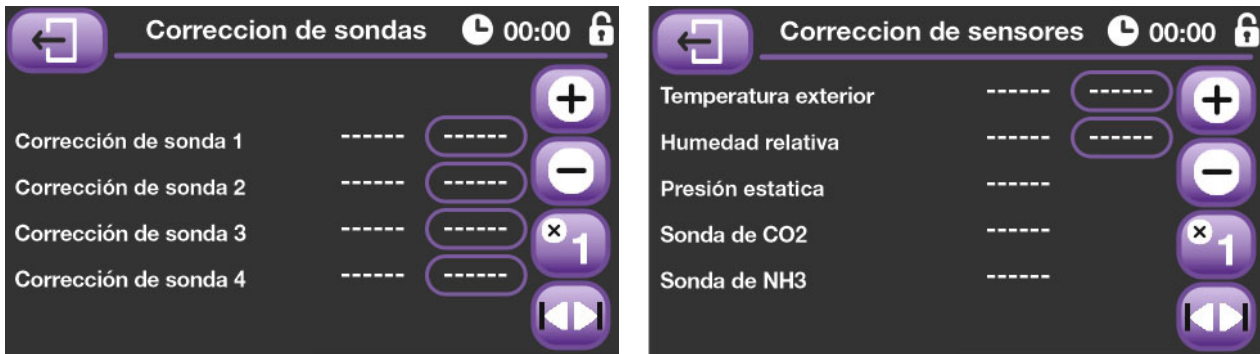 Correccion de sondas 00:00
Corrección de sonda 1 ------ ------
Corrección de sonda 2 ------ ------
Corrección de sonda 3 ------ ------
Corrección de sonda 4 ------ ------
×1
Correccion de sensores 00:00
Temperatura exterior ------ ------
Humedad relativa ------ ------
Presión estatica ------
Sonda de CO2 ------
Sonda de NH3 ------
×1